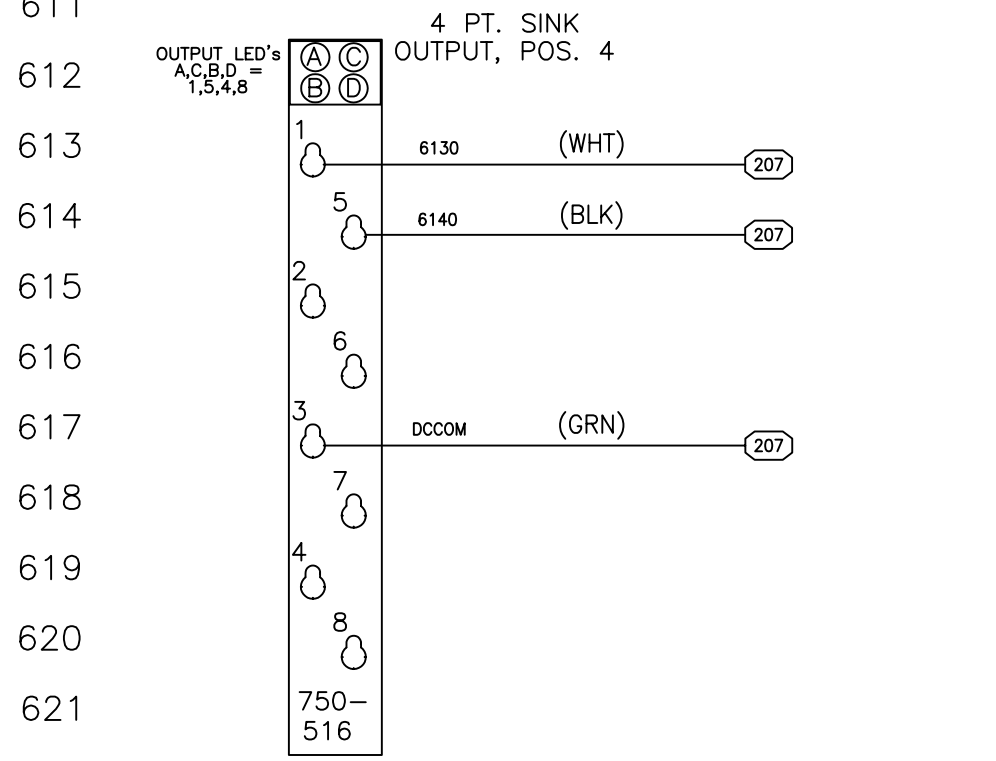 611
4 PT. SINK
OUTPUT, POS. 4
OUTPUT LED's
A,C,B,D =
1,5,4,8
A C
B D
612
613
1
6130 (WHT) 207
614
5
6140 (BLK) 207
615
2
616
6
617
3
DCCOM (GRN) 207
618
7
619
4
620
8
621
750-
516